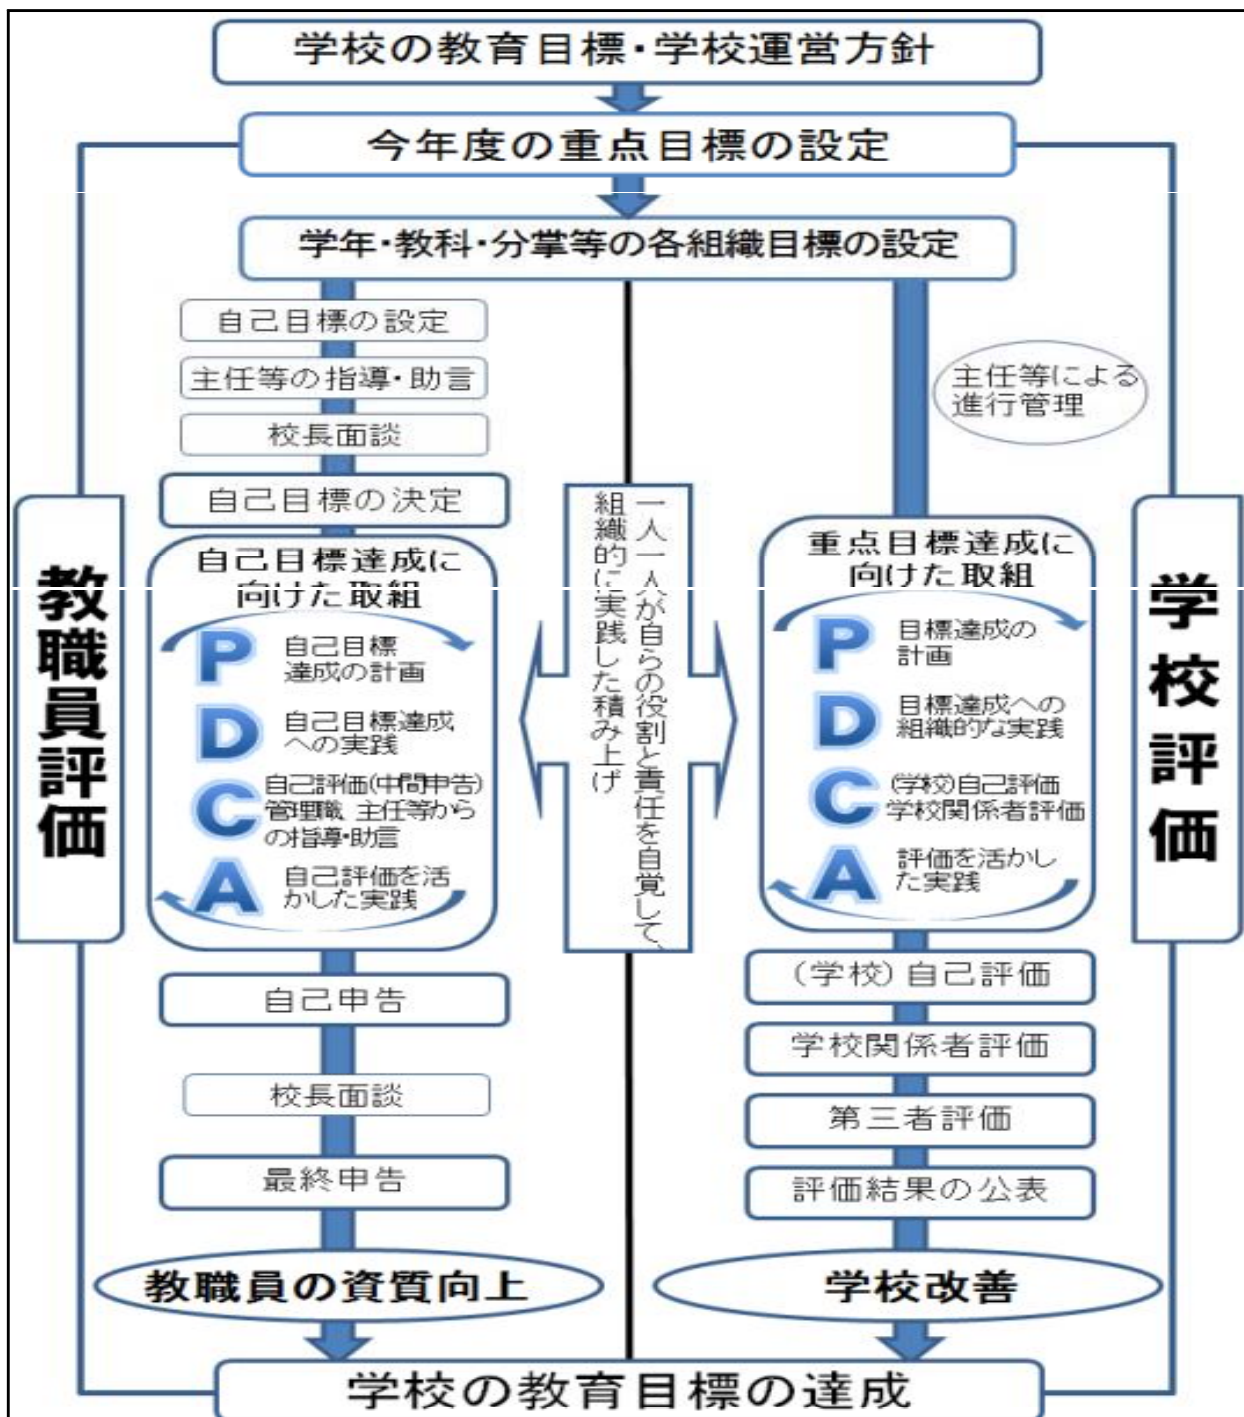 学校の教育目標・学校運営方針
今年度の重点目標の設定
学年・教科・分掌等の各組織目標の設定
教職員評価
自己目標の設定
主任等の指導・助言
校長面談
自己目標の決定
自己目標達成に
向けた取組
P
自己目標
達成の計画
D
自己目標達成
への実践
C
自己評価(中間申告)
管理職 主任等から
の指導・助言
A
自己評価を活
かした実践
自己申告
校長面談
最終申告
教職員の資質向上
一人一人が自らの役割と責任を自覚して、
組織的に実践した積み上げ
主任等による
進行管理
重点目標達成に
向けた取組
P
目標達成の
計画
D
目標達成への
組織的な実践
C
(学校)自己評価
学校関係者評価
A
評価を活かし
た実践
(学校)自己評価
学校関係者評価
第三者評価
評価結果の公表
学校改善
学校評価
学校の教育目標の達成